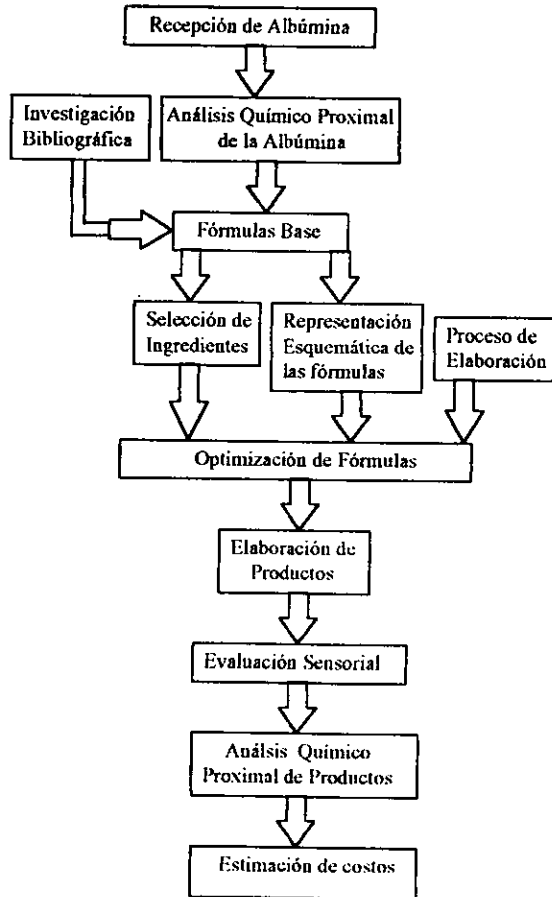 Recepción de Albúmina
Investigación
Bibliográfica
Análisis Químico Proximal
de la Albúmina
Fórmulas Base
Selección de
Ingredientes
Representación
Esquemática de
las fórmulas
Proceso de
Elaboración
Optimización de Fórmulas
Elaboración de
Productos
Evaluación Sensorial
Análsis Químico
Proximal de Productos
Estimación de costos